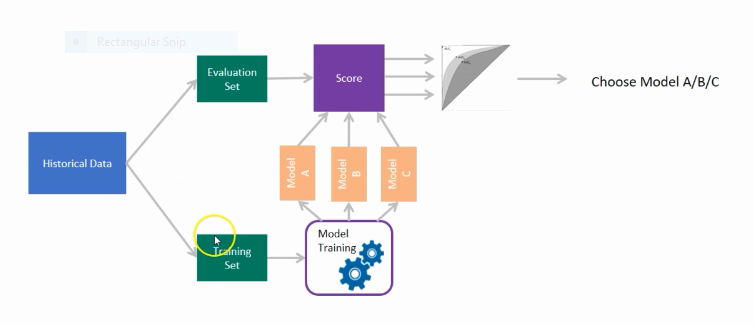 Rectangular Snip
Evaluation
Set
Score
Choose Model A/B/C
Historical Data
Model
A
Model
B
Model
C
Training
Set
Model
Training